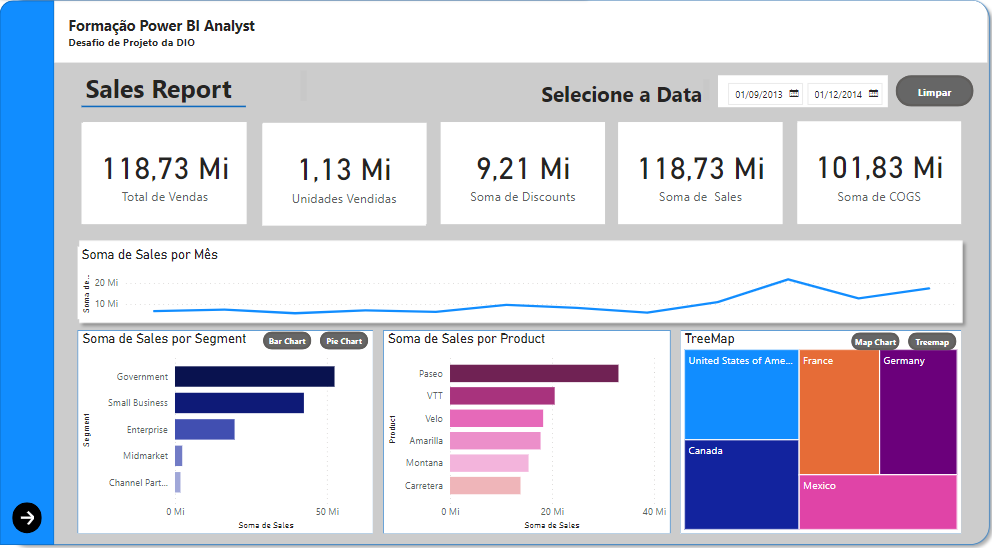 Formação Power BI Analyst
Desafio de Projeto da DIO
Sales Report
Selecione a Data
01/09/2013
01/12/2014
Limpar
118,73 Mi
Total de Vendas
1,13 Mi
Unidades Vendidas
9,21 Mi
Soma de Discounts
118,73 Mi
Soma de  Sales
101,83 Mi
Soma de COGS
Soma de Sales por Mês
Soma de...
20 Mi
10 Mi
Soma de Sales por Segment
Bar Chart
Pie Chart
Segment
Government
Small Business
Enterprise
Midmarket
Channel Part...
0 Mi
50 Mi
Soma de Sales
Soma de Sales por Product
Product
Paseo
VTT
Velo
Amarilla
Montana
Carretera
0 Mi
20 Mi
40 Mi
Soma de Sales
TreeMap
Map Chart
Treemap
United States of Ame...
France
Germany
Canada
Mexico